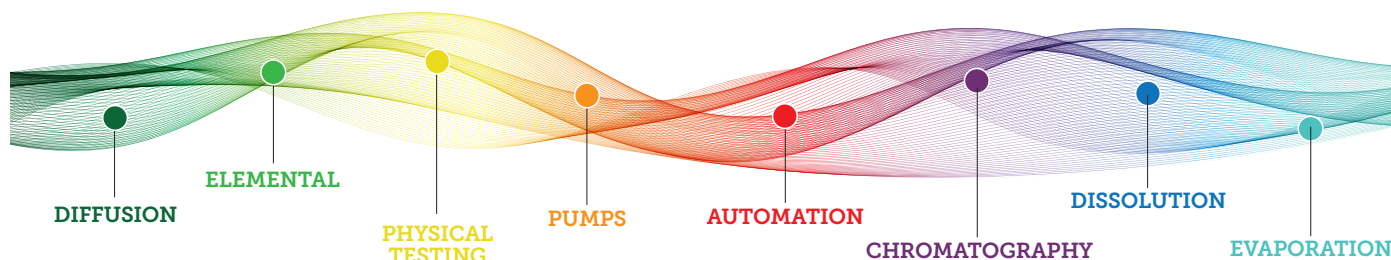 DIFFUSION
ELEMENTAL
PHYSICAL
TESTING
PUMPS
AUTOMATION
CHROMATOGRAPHY
DISSOLUTION
EVAPORATION